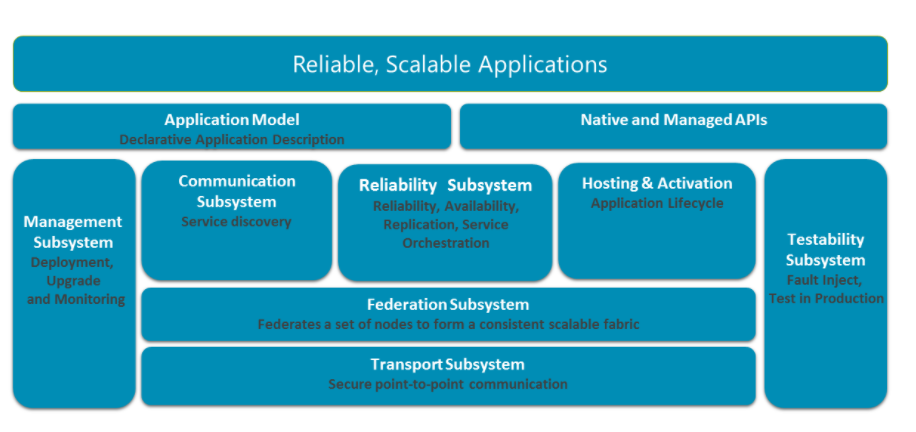 Reliable, Scalable Applications
Application Model
Declarative Application Description
Native and Managed APIs
Management
Subsystem
Deployment,
Upgrade
and Monitoring
Communication
Subsystem
Service discovery
Reliability Subsystem
Reliability, Availability,
Replication, Service
Orchestration
Hosting & Activation
Application Lifecycle
Testability
Subsystem
Fault Inject,
Test in Production
Federation Subsystem
Federates a set of nodes to form a consistent scalable fabric
Transport Subsystem
Secure point-to-point communication